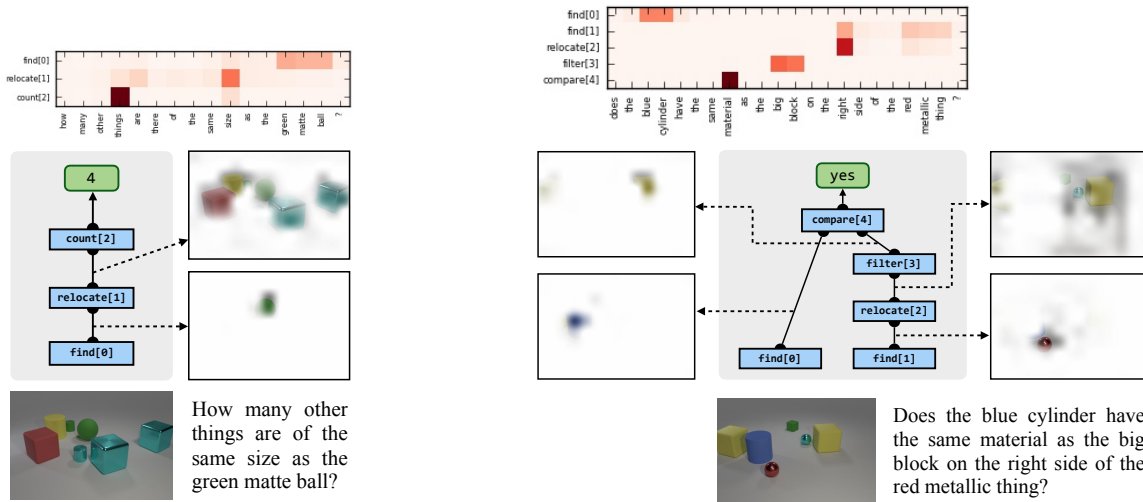 find[0]
relocate[1]
count[2]
how many other things are there of the same size as the green matte ball ?
4
count[2]
relocate[1]
find[0]
How many other
things are of the
same size as the
green matte ball?
find[0]
find[1]
relocate[2]
filter[3]
compare[4]
does the blue cylinder have the same material as the big block on the right side of the red metallic thing ?
yes
compare[4]
filter[3]
relocate[2]
find[0]
find[1]
Does the blue cylinder have
the same material as the big
block on the right side of the
red metallic thing?